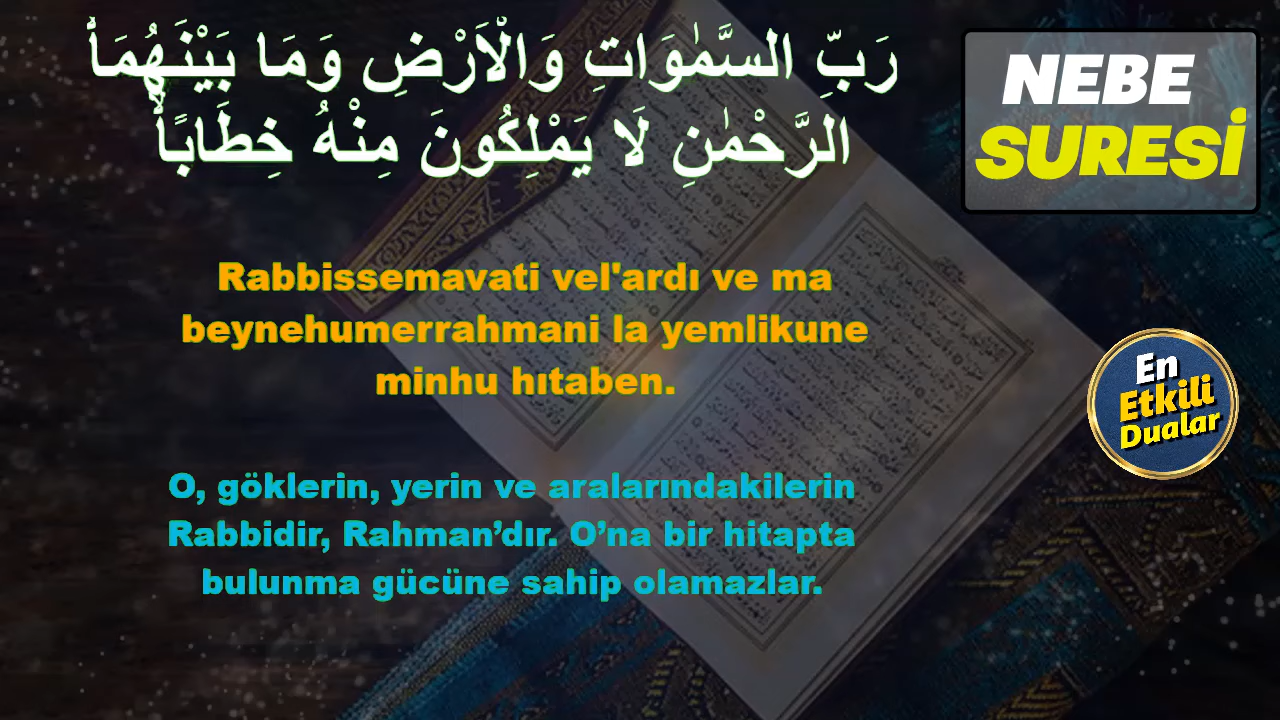 رَبِّ السَّمٰوَاتِ وَالْاَرْضِ وَمَا بَيْنَهُمَاۙ
الرَّحْمٰنِ لَا يَمْلِكُونَ مِنْهُ خِطَابًاۚ
NEBE
SURESİ
Rabbissemavati vel'ardı ve ma
beynehumerrahmani la yemlikune
minhu hıtaben.
En
Etkili
Dualar
O, göklerin, yerin ve aralarındakilerin
Rabbidir, Rahman’dır. O’na bir hitapta
bulunma gücüne sahip olamazlar.